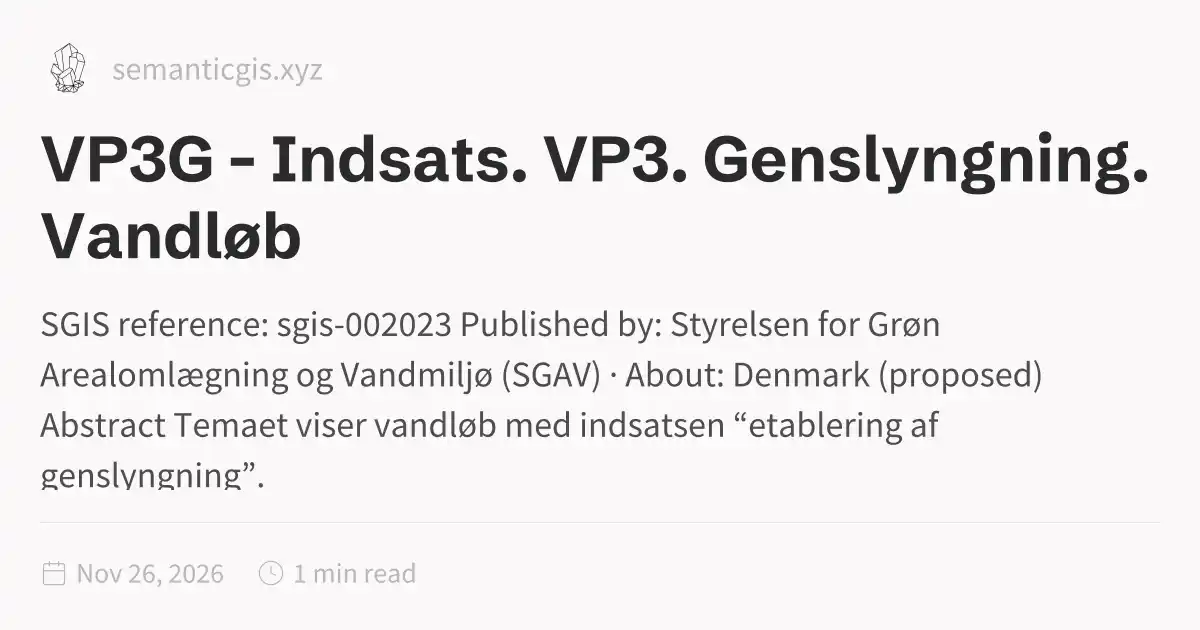 semanticgis.xyz
VP3G - Indsats. VP3. Genslyngning.
Vandløb
SGIS reference: sgis-002023 Published by: Styrelsen for Grøn
Arealomlægning og Vandmiljø (SGAV) · About: Denmark (proposed)
Abstract Temaet viser vandløb med indsatsen “etablering af
genslyngning”.
Nov 26, 2026 1 min read